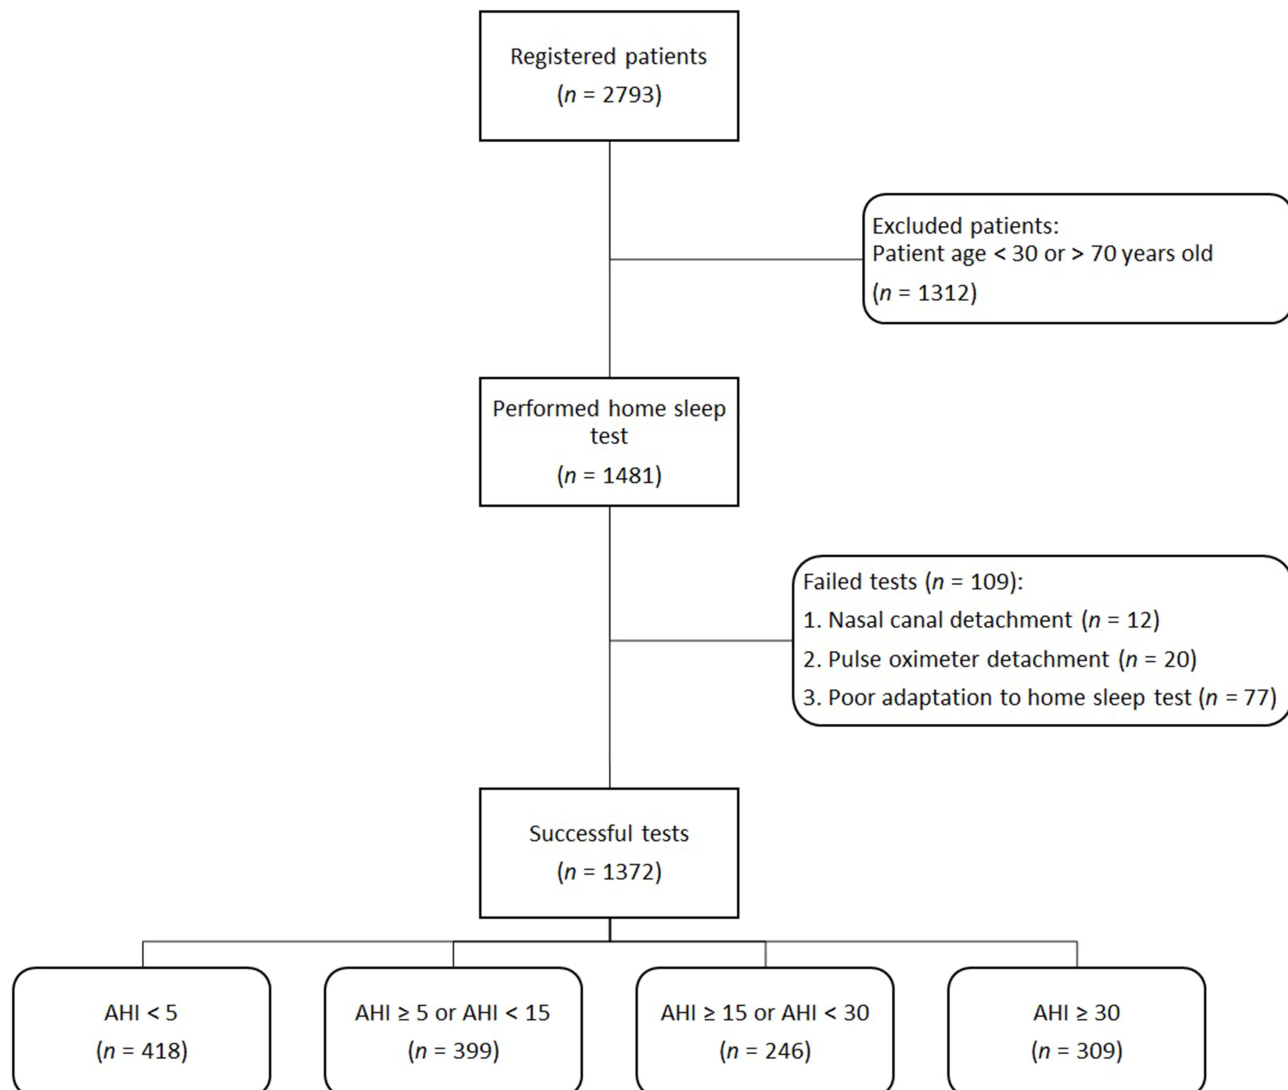 Registered patients
(n = 2793)
Excluded patients:
Patient age < 30 or > 70 years old
(n = 1312)
Performed home sleep
test
(n = 1481)
Failed tests (n = 109):
1. Nasal canal detachment (n = 12)
2. Pulse oximeter detachment (n = 20)
3. Poor adaptation to home sleep test (n = 77)
Successful tests
(n = 1372)
AHI < 5
(n = 418)
AHI ≥ 5 or AHI < 15
(n = 399)
AHI ≥ 15 or AHI < 30
(n = 246)
AHI ≥ 30
(n = 309)